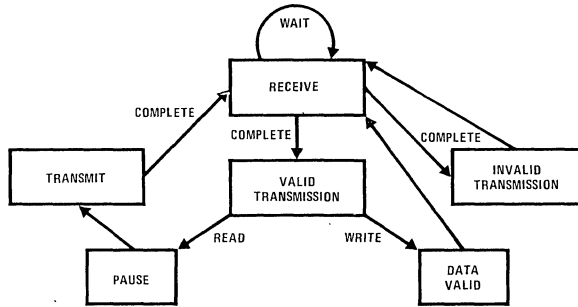 WAIT
RECEIVE
COMPLETE
COMPLETE
COMPLETE
TRANSMIT
VALID
TRANSMISSION
INVALID
TRANSMISSION
READ
WRITE
PAUSE
DATA
VALID